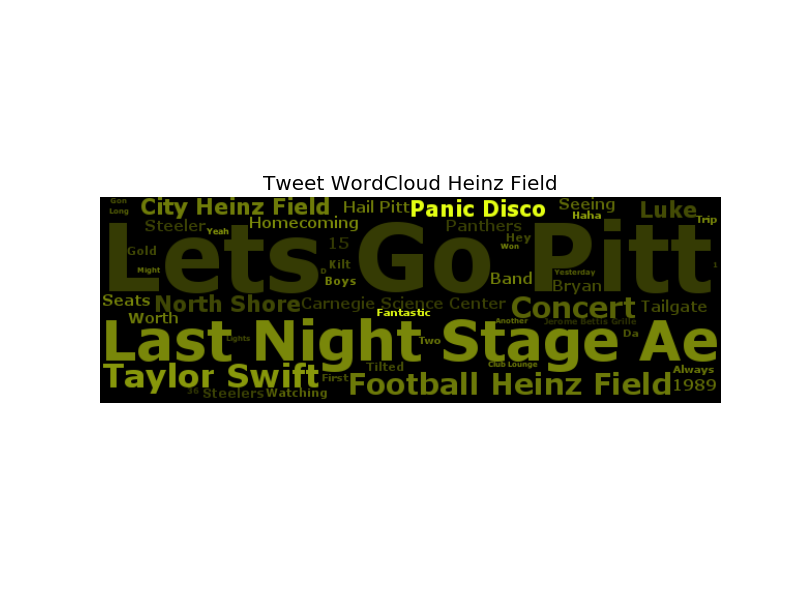 Tweet WordCloud Heinz Field
Gon
City Heinz Field Hail Pitt Panic Disco Seeing Luke
Long
Haha Trip
Steeler Yeah Homecoming Panthers
Lets Go Pitt
15 Hey
Won
Gold Kilt
Might D Yesterday 1
Boys Band Bryan
Seats North Shore Carnegie Science Center Concert Tailgate
Worth Fantastic Another Jerome Bettis Grille
Last Night Stage Ae
Lights Two Da
Taylor Swift Tilted Club Lounge Always
First Football Heinz Field 1989
36 Steelers Watching